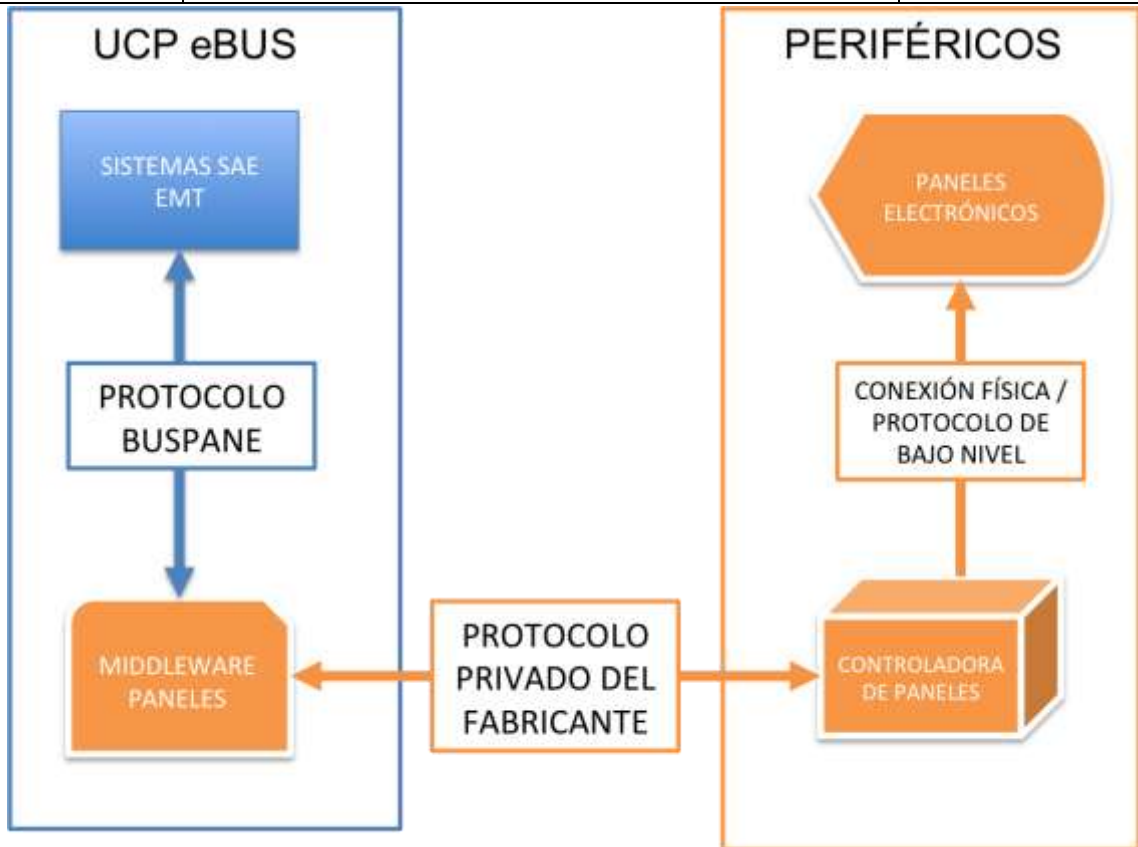 UCP eBUS
SISTEMAS SAE
EMT
PROTOCOLO
BUSPANE
MIDDLEWARE
PANELES
PROTOCOLO
PRIVADO DEL
FABRICANTE
PERIFÉRICOS
PANELES
ELECTRÓNICOS
CONEXIÓN FÍSICA /
PROTOCOLO DE
BAJO NIVEL
CONTROLADORA
DE PANELES